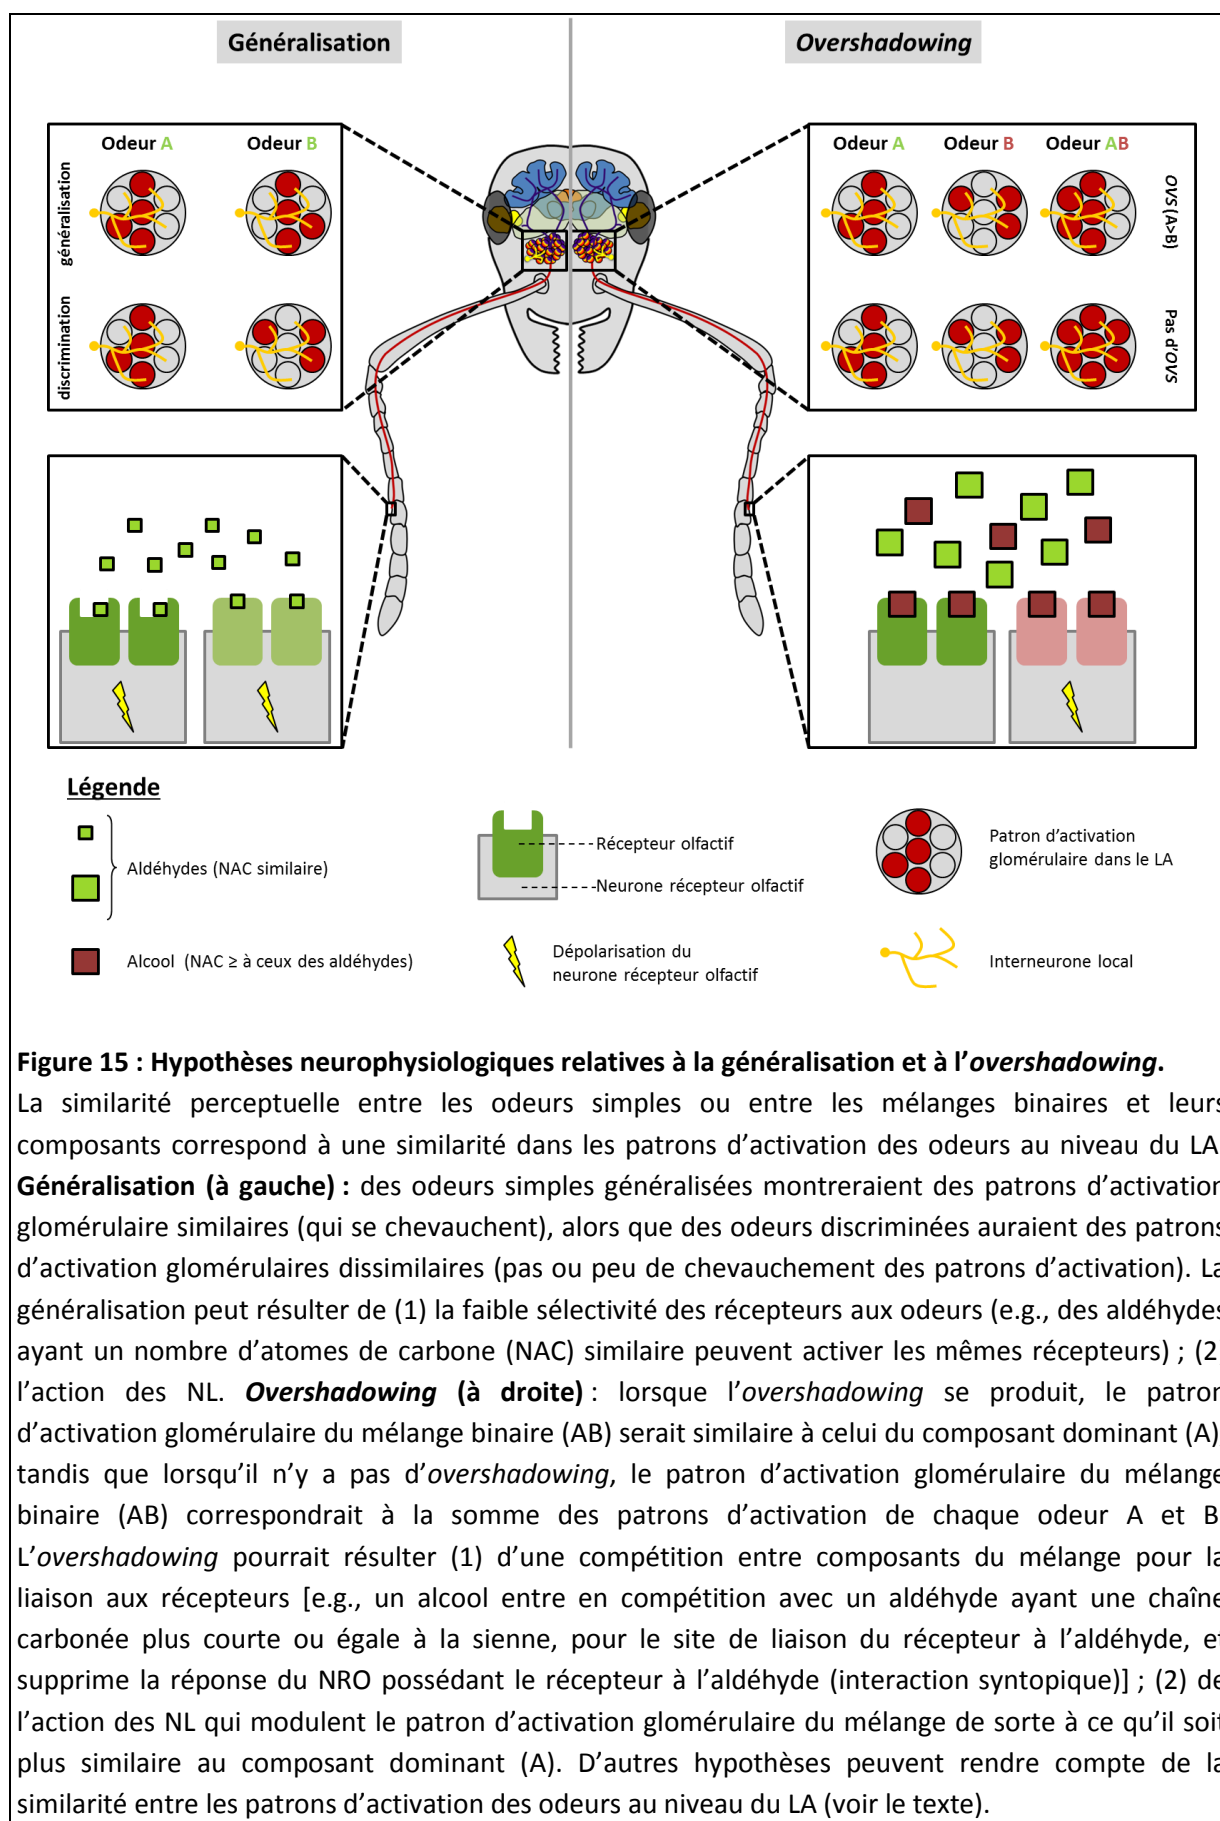 Généralisation
Overshadowing
Odeur A
Odeur B
généralisation
discrimination
Odeur A
Odeur B
Odeur AB
OVS (A>B)
Pas d'OVS
Légende
Aldéhydes (NAC similaire)
Alcool (NAC ≥ à ceux des aldéhydes)
Récepteur olfactif
Neurone récepteur olfactif
Dépolarisation du
neurone récepteur olfactif
Patron d'activation
glomérulaire dans le LA
Interneurone local
Figure 15 : Hypothèses neurophysiologiques relatives à la généralisation et à l'overshadowing.
La similarité perceptuelle entre les odeurs simples ou entre les mélanges binaires et leurs
composants correspond à une similarité dans les patrons d'activation des odeurs au niveau du LA
Généralisation (à gauche) : des odeurs simples généralisées montreraient des patrons d'activation
glomérulaire similaires (qui se chevauchent), alors que des odeurs discriminées auraient des patrons
d'activation glomérulaires dissimilaires (pas ou peu de chevauchement des patrons d'activation). La
généralisation peut résulter de (1) la faible sélectivité des récepteurs aux odeurs (e.g., des aldéhydes
ayant un nombre d'atomes de carbone (NAC) similaire peuvent activer les mêmes récepteurs) ; (2
l'action des NL. Overshadowing (à droite) : lorsque l'overshadowing se produit, le patron
d'activation glomérulaire du mélange binaire (AB) serait similaire à celui du composant dominant (A)
tandis que lorsqu'il n'y a pas d'overshadowing, le patron d'activation glomérulaire du mélange
binaire (AB) correspondrait à la somme des patrons d'activation de chaque odeur A et B
L'overshadowing pourrait résulter (1) d'une compétition entre composants du mélange pour la
liaison aux récepteurs [e.g., un alcool entre en compétition avec un aldéhyde ayant une chaîne
carbonée plus courte ou égale à la sienne, pour le site de liaison du récepteur à l'aldéhyde, et
supprime la réponse du NRO possédant le récepteur à l'aldéhyde (interaction syntopique)] ; (2) de
l'action des NL qui modulent le patron d'activation glomérulaire du mélange de sorte à ce qu'il soit
plus similaire au composant dominant (A). D'autres hypothèses peuvent rendre compte de la
similarité entre les patrons d'activation des odeurs au niveau du LA (voir le texte).